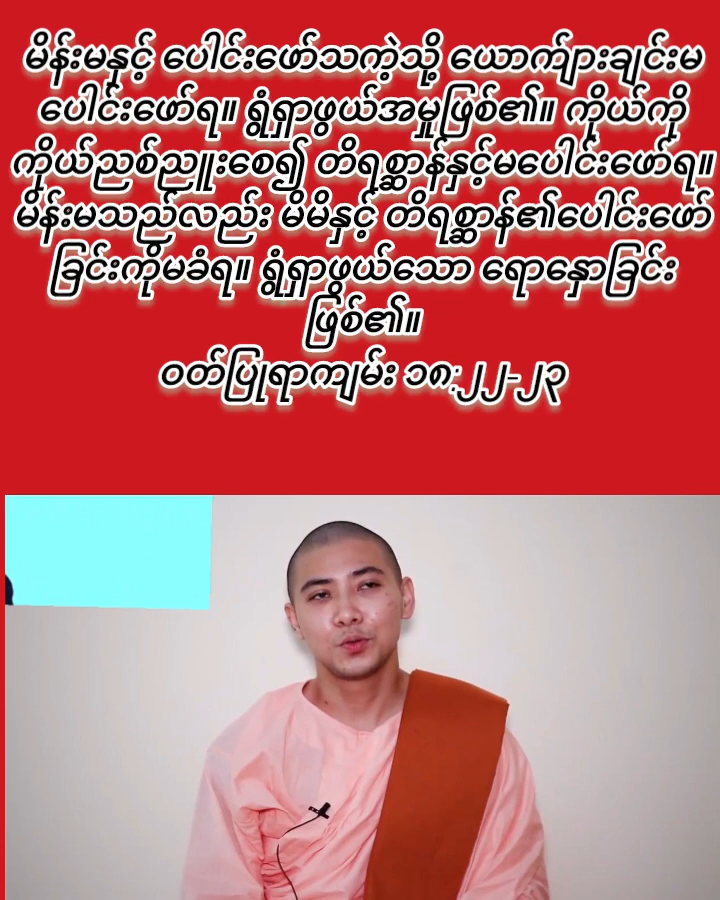 မိန်းမနှင့် ပေါင်းဖော်သကဲ့သို့ ယောက်ျားချင်းမ
ပေါင်းဖော်ရ။ ရွံရှာဖွယ်အမှုဖြစ်၏။ ကိုယ်ကို
ကိုယ်ညစ်ညူးစေ၍ တိရစ္ဆာန်နှင့်မပေါင်းဖော်ရ။
မိန်းမသည်လည်း မိမိနှင့် တိရစ္ဆာန်၏ပေါင်းဖော်
ခြင်းကိုမခံရ။ ရွံရှာဖွယ်သော ရောနှောခြင်း
ဖြစ်၏။
ဝတ်ပြုရာကျမ်း ၁၈:၂၂-၂၃